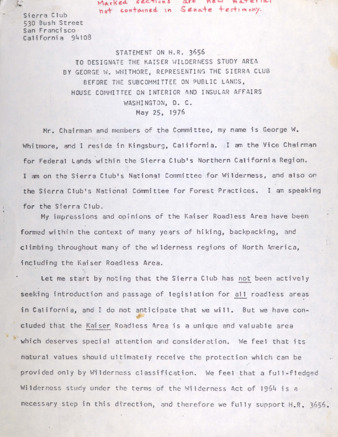 Marked sections are new material
not contained in Senate testimony.
Sierra Club
530 Bush Street
San Francisco
California 94108
STATEMENT ON H.R. 3656
TO DESIGNATE THE KAISER WILDERNESS STUDY AREA
BY GEORGE W. WHITMORE, REPRESENTING THE SIERRA CLUB
BEFORE THE SUBCOMMITTEE ON PUBLIC LANDS,
HOUSE COMMITTEE ON INTERIOR AND INSULAR AFFAIRS
WASHINGTON, D. C.
May 25, 1976
Mr. Chairman and members of the Committee, my name is George W.
Whitmore, and I reside in Kingsburg, California. I am the Vice Chairman
for Federal Lands within the Sierra Club's Northern California Region.
I am on the Sierra Club's National Committee for Wilderness, and also on
the Sierra Club's National Committee for Forest Practices. I am speaking
for the Sierra Club.
My impressions and opinions of the Kaiser Roadless Area have been
formed within the context of many years of hiking, backpacking, and
climbing throughout many of the wilderness regions of North America,
including the Kaiser Roadless Area.
Let me start by noting that the Sierra Club has not been actively
seeking introduction and passage of legislation for all roadless areas
in California, and I do not anticipate that we will. But we have con-
cluded that the Kaiser Roadless Area is a unique and valuable area
which deserves special attention and consideration. We feel that its
natural values should ultimately receive the protection which can be
provided only by Wilderness classification. We feel that a full-fledged
Wilderness study under the terms of the Wilderness Act of 1964 is a
necessary step in this direction, and therefore we fully support H.R. 3656.